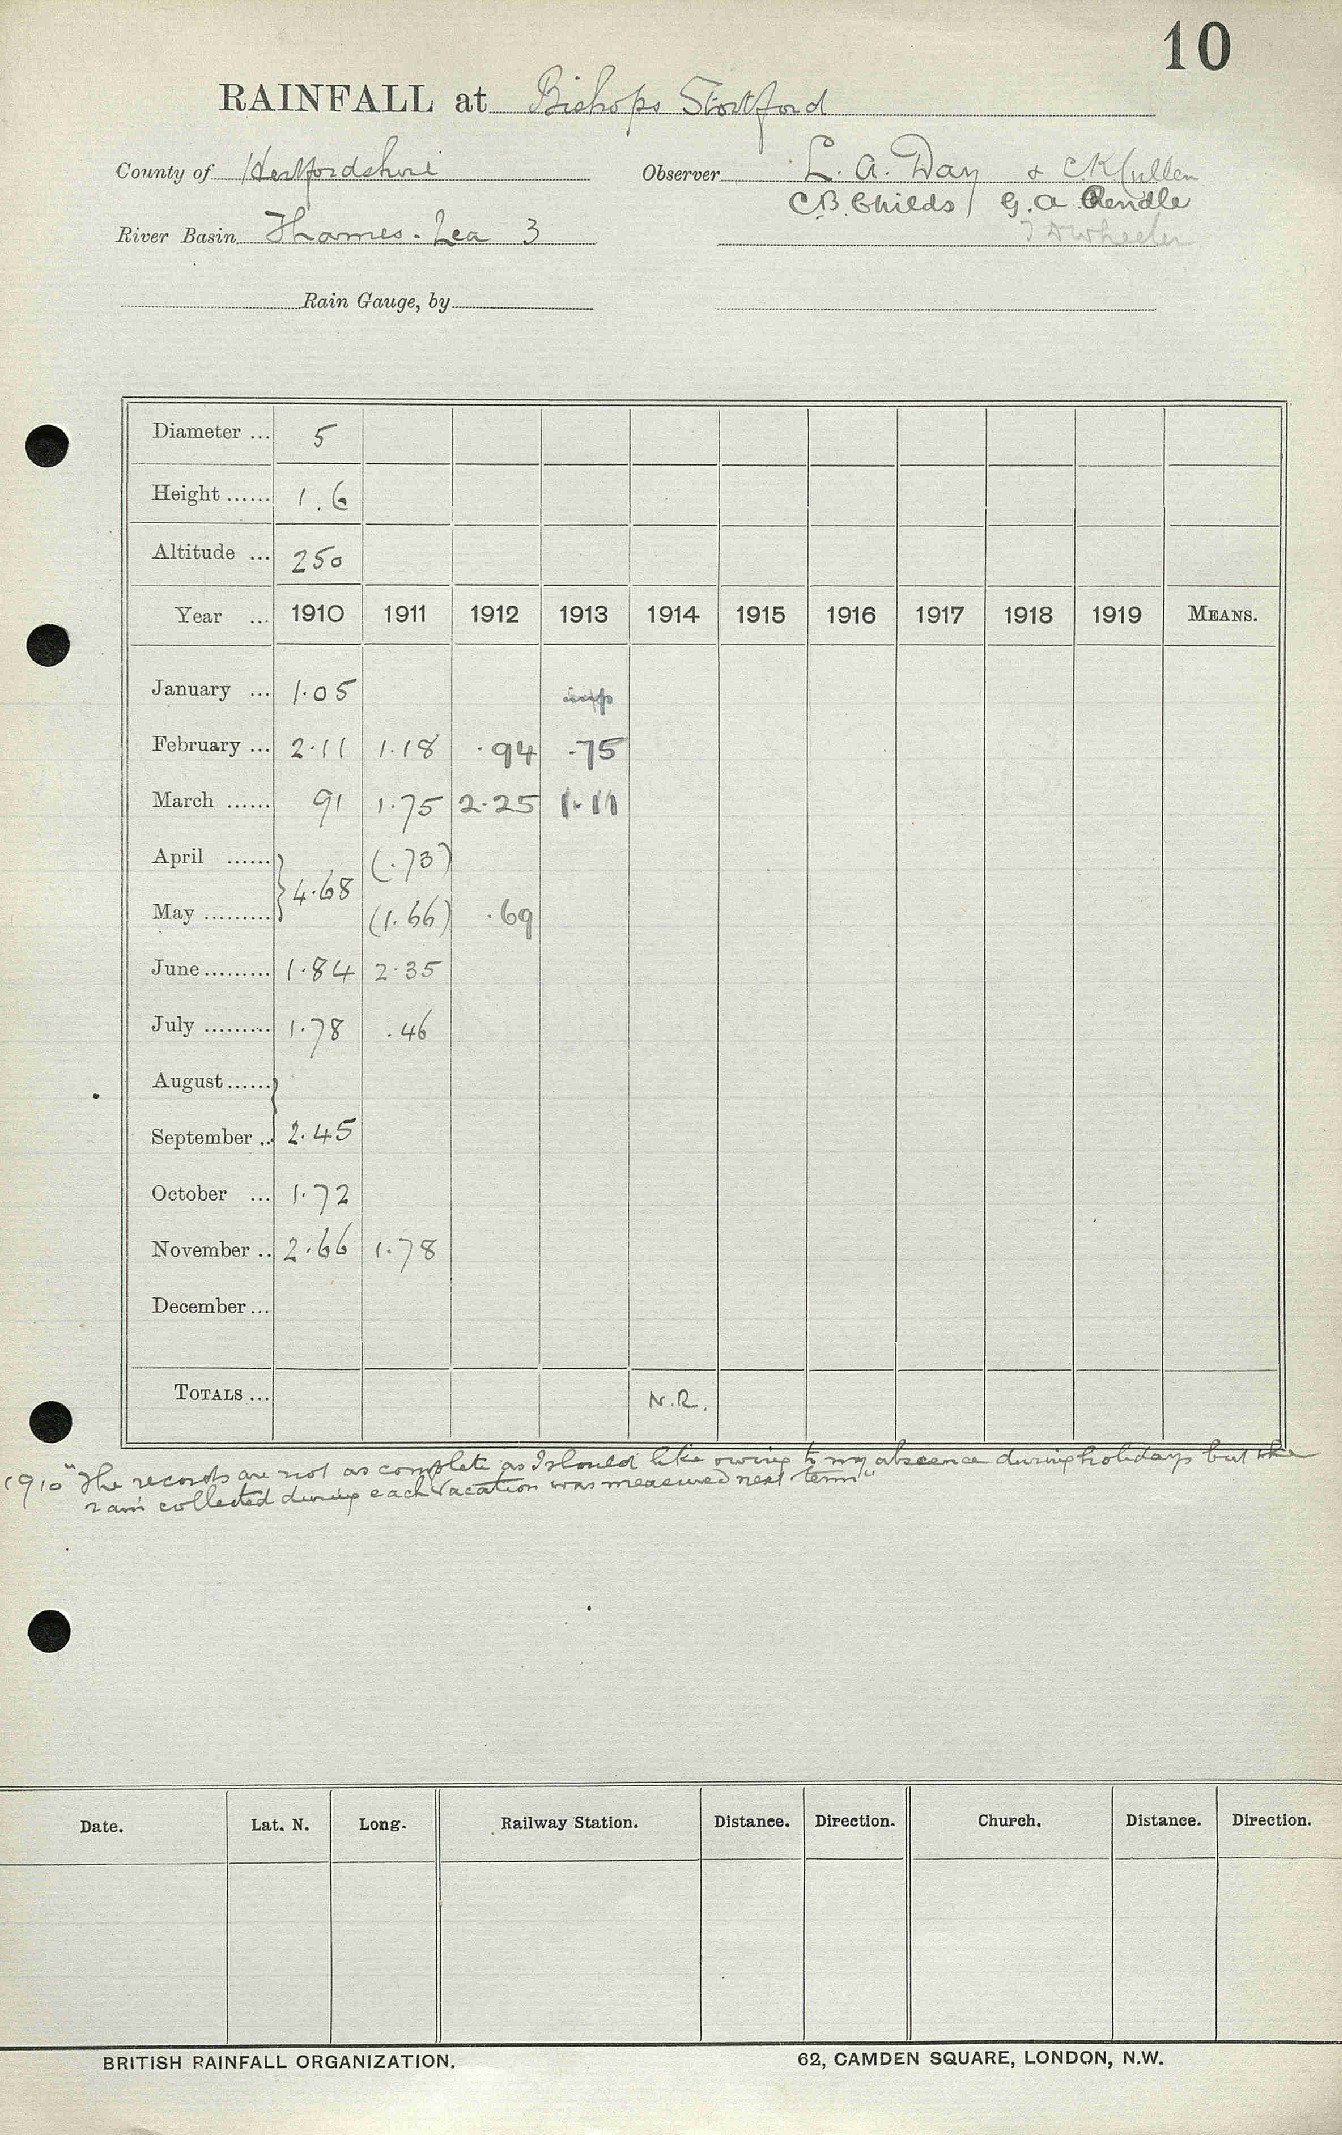 10
RAINFALL at Bishops Stortford
County of Hertfordshire Observer L. A. Day & C K Cullen
C B. Childs / G. A Rendle
River Basin Thames. Lea 3 Wheeler
Rain Gauge, by
Diameter ... 5
Height ...... 1.6
Altitude ... 250
Year ... 1910 1911 1912 1913 1914 1915 1916 1917 1918 1919 MEANS.
January ... 1.05
February ... 2.11 1.18 .94 .75
March ...... 91 1.75 2.25 1.11
April ...... (.73)
4.68
May ......... (1.66) .69
June ......... 1.84 2.35
July ......... 1.78 .46
August ......
September .. 2.45
October ... 1.72
November .. 2.66 1.78
December ...
TOTALS ... N.R.
1910 "The records are not as complete as I should like owing to my absence during holidays but the
rain collected during each vacation was measured next term"
Date. Lat. N. Long. Railway Station. Distance. Direction. Church. Distance. Direction.
BRITISH RAINFALL ORGANIZATION. 62, CAMDEN SQUARE, LONDON, N.W.